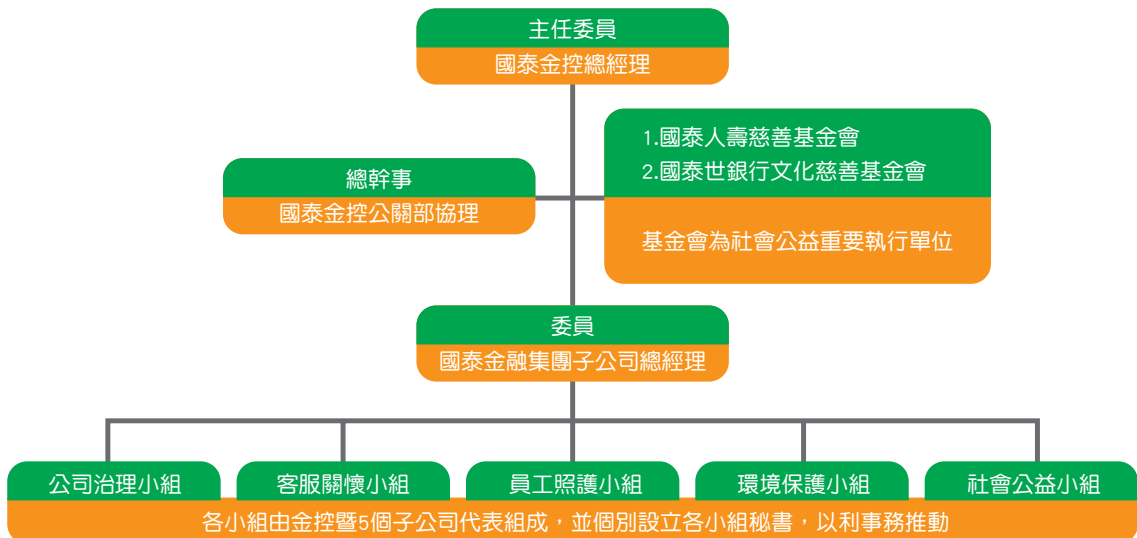 主任委員
國泰金控總經理
1.國泰人壽慈善基金會
2.國泰世銀行文化慈善基金會
總幹事
國泰金控公關部協理
基金會為社會公益重要執行單位
委員
國泰金融集團子公司總經理
公司治理小組
客服關懷小組
員工照護小組
環境保護小組
社會公益小組
各小組由金控暨5個子公司代表組成，並個別設立各小組秘書，以利事務推動